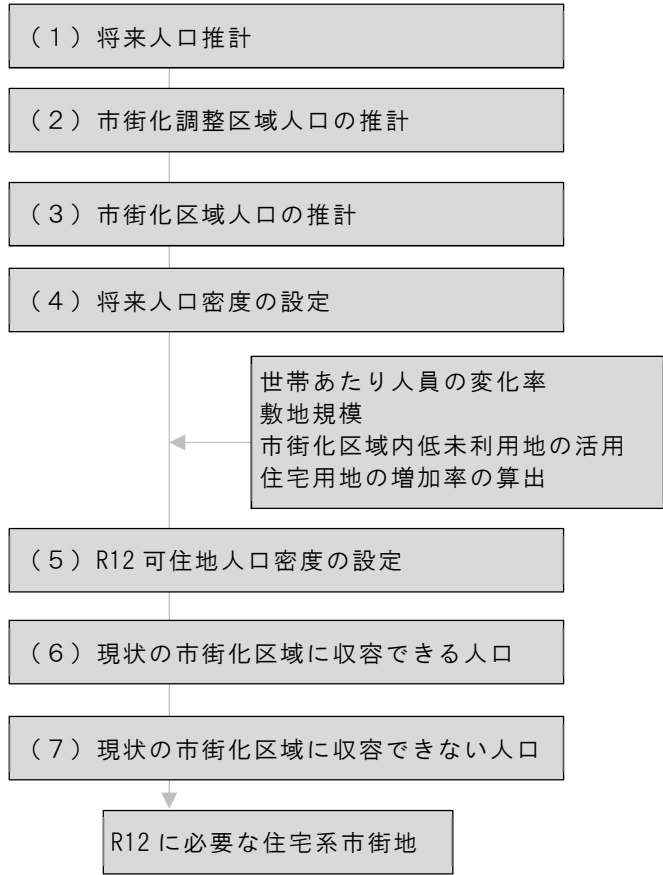 （１）将来人口推計
（２）市街化調整区域人口の推計
（３）市街化区域人口の推計
（４）将来人口密度の設定
世帯あたり人員の変化率
敷地規模
市街化区域内低未利用地の活用
住宅用地の増加率の算出
（５）R12 可住地人口密度の設定
（６）現状の市街化区域に収容できる人口
（７）現状の市街化区域に収容できない人口
R12 に必要な住宅系市街地